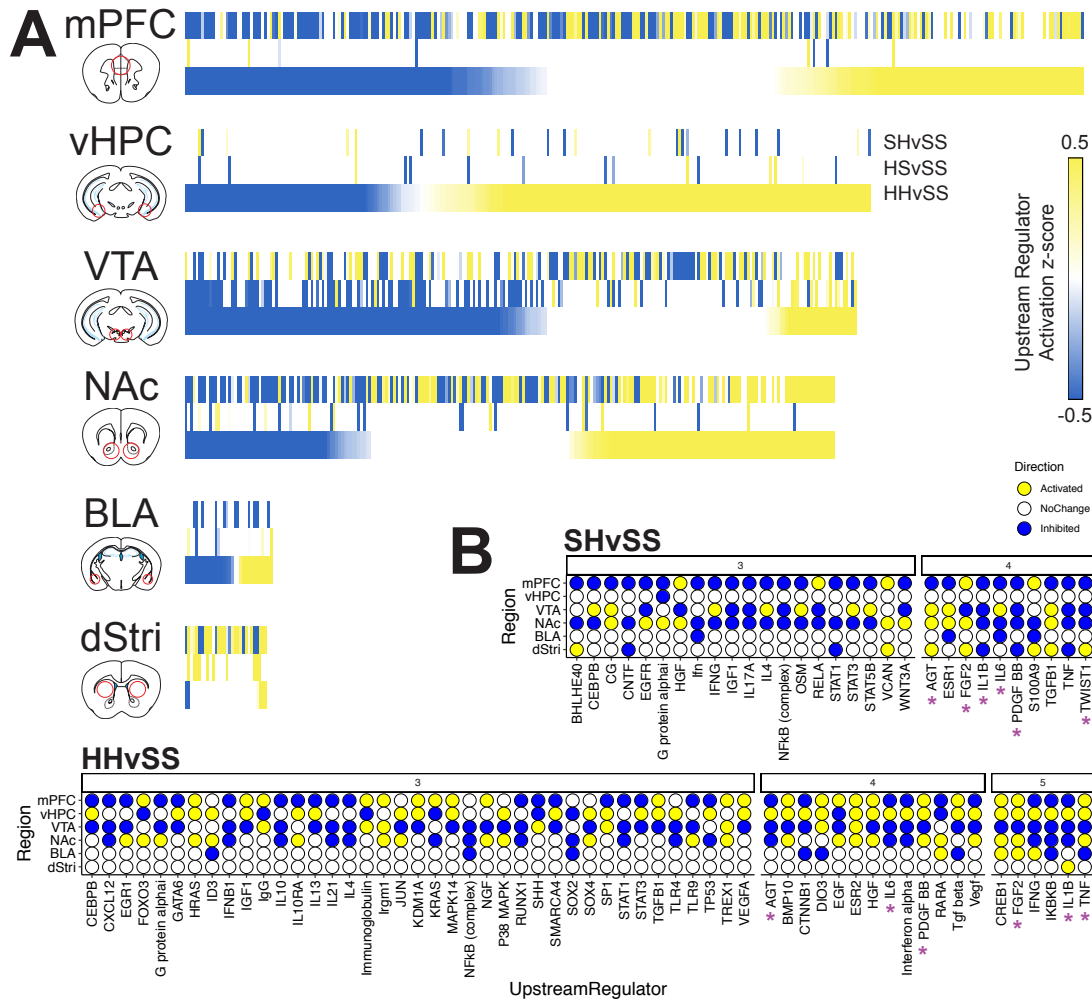 A
mPFC
vHPC
SHvSS
HSvSS
HHvSS
0.5
Upstream Regulator
Activation z-score
-0.5
VTA
NAc
BLA
dStri
Direction
Activated
NoChange
Inhibited
B
SHvSS
3
4
Region
mPFC
vHPC
VTA
NAc
BLA
dStri
BHLHE40
CEBPB
CG
CNTF
EGFR
G protein alphai
HGF
Ifn
IFNG
IGF1
IL17A
IL4
NFkB (complex)
OSM
RELA
STAT1
STAT3
STAT5B
VCAN
WNT3A
* AGT
ESR1
* FGF2
* IL1B
* IL6
* PDGF BB
S100A9
TGFB1
TNF
* TWIST1
HHvSS
3
4
5
Region
mPFC
vHPC
VTA
NAc
BLA
dStri
CEBPB
CXCL12
EGR1
FOXO3
G protein alphai
GATA6
HRAS
ID3
IFNB1
IGF1
IgG
IL10
IL10RA
IL13
IL21
IL4
Immunoglobulin
Irgm1
JUN
KDM1A
KRAS
MAPK14
NFkB (complex)
NGF
P38 MAPK
RUNX1
SHH
SMARCA4
SOX2
SOX4
SP1
STAT1
STAT3
TGFB1
TLR4
TLR9
TP53
TREX1
VEGFA
* AGT
BMP10
CTNNB1
DIO3
EGF
ESR2
HGF
* IL6
Interferon alpha
* PDGF BB
RARA
Tgf beta
Vegf
CREB1
* FGF2
IFNG
IKBKB
* IL1B
* TNF
UpstreamRegulator